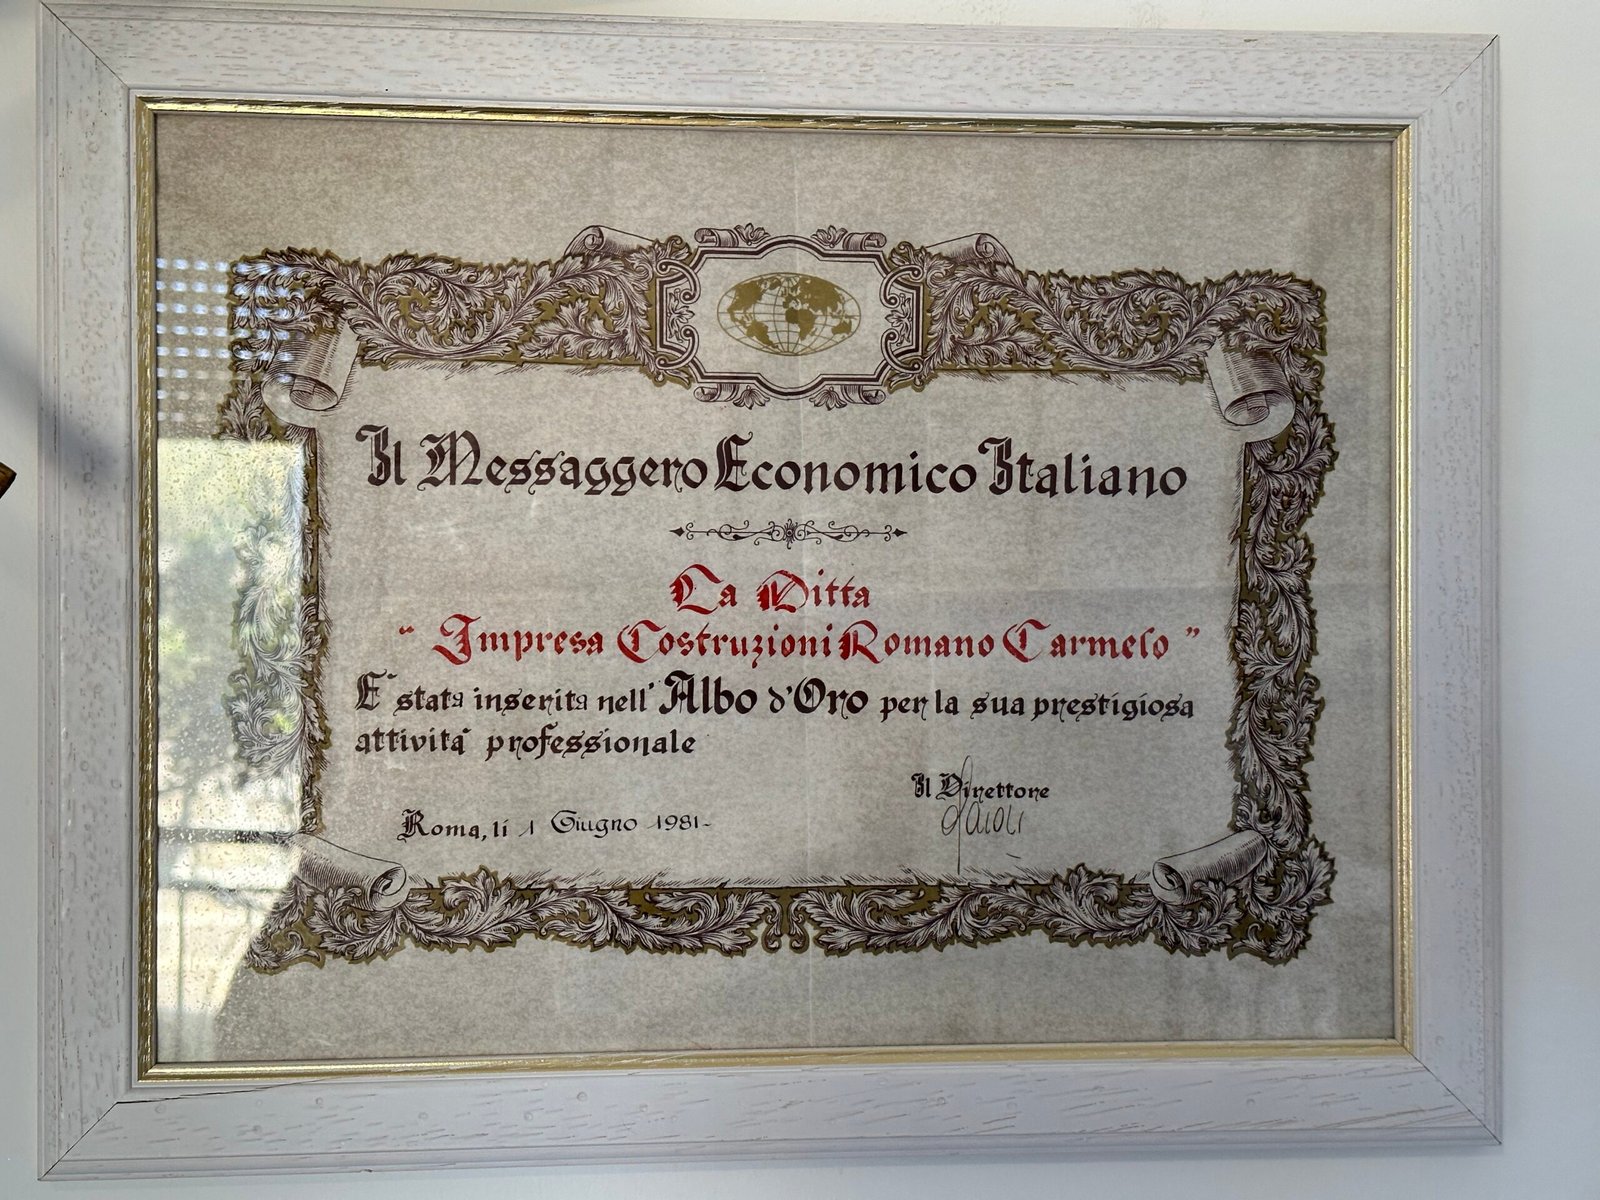 Il Messaggero Economico Italiano
La Ditta
"Impresa Costruzioni Romano Carmelo"
E' stata inserita nell'Albo d'Oro per la sua prestigiosa
attività professionale
Il Direttore
Roma, li 1 Giugno 1981-